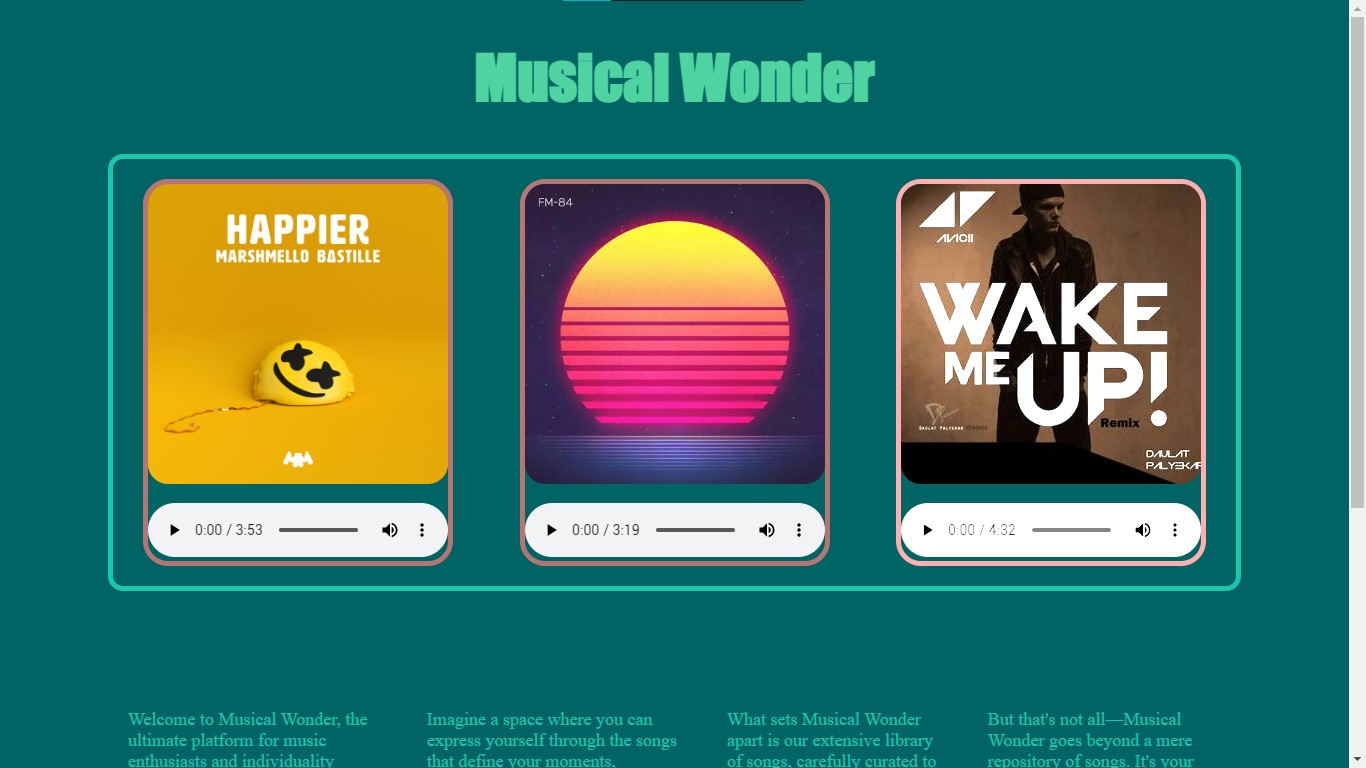 Musical Wonder
HAPPIER
MARSHMELLO BASTILLE
0:00 / 3:53
FM-84
0:00 / 3:19
AVICII
WAKE
ME UP!
Remix
DAULAT PALYEKAR Remix
DAULAT
PALYEKAR
0:00 / 4:32
Welcome to Musical Wonder, the
ultimate platform for music
enthusiasts and individuality
Imagine a space where you can
express yourself through the songs
that define your moments,
What sets Musical Wonder
apart is our extensive library
of songs, carefully curated to
But that's not all—Musical
Wonder goes beyond a mere
repository of songs. It's your